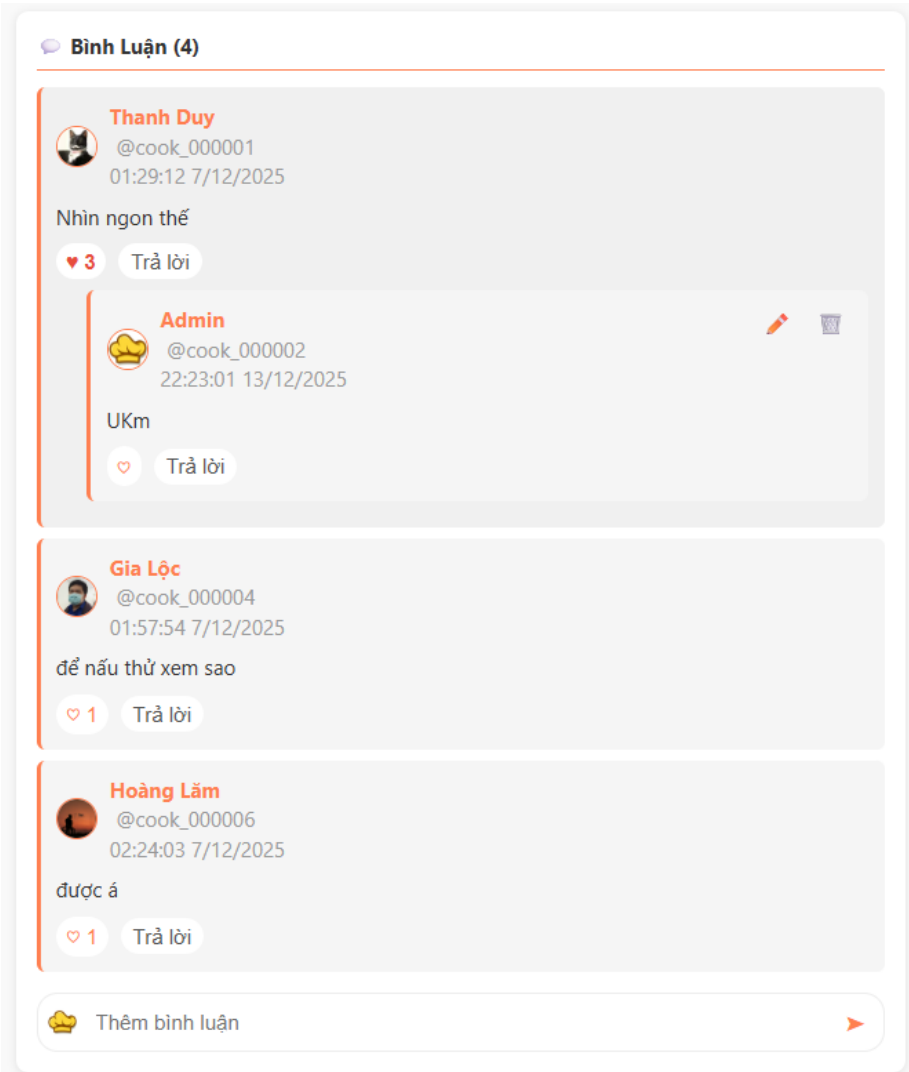 Bình Luận (4)
Thanh Duy
@cook_000001
01:29:12 7/12/2025
Nhìn ngon thế
♥ 3 Trả lời
Admin
@cook_000002
22:23:01 13/12/2025
UKm
♡ Trả lời
Gia Lộc
@cook_000004
01:57:54 7/12/2025
để nấu thử xem sao
♡ 1 Trả lời
Hoàng Lăm
@cook_000006
02:24:03 7/12/2025
được á
♡ 1 Trả lời
Thêm bình luận